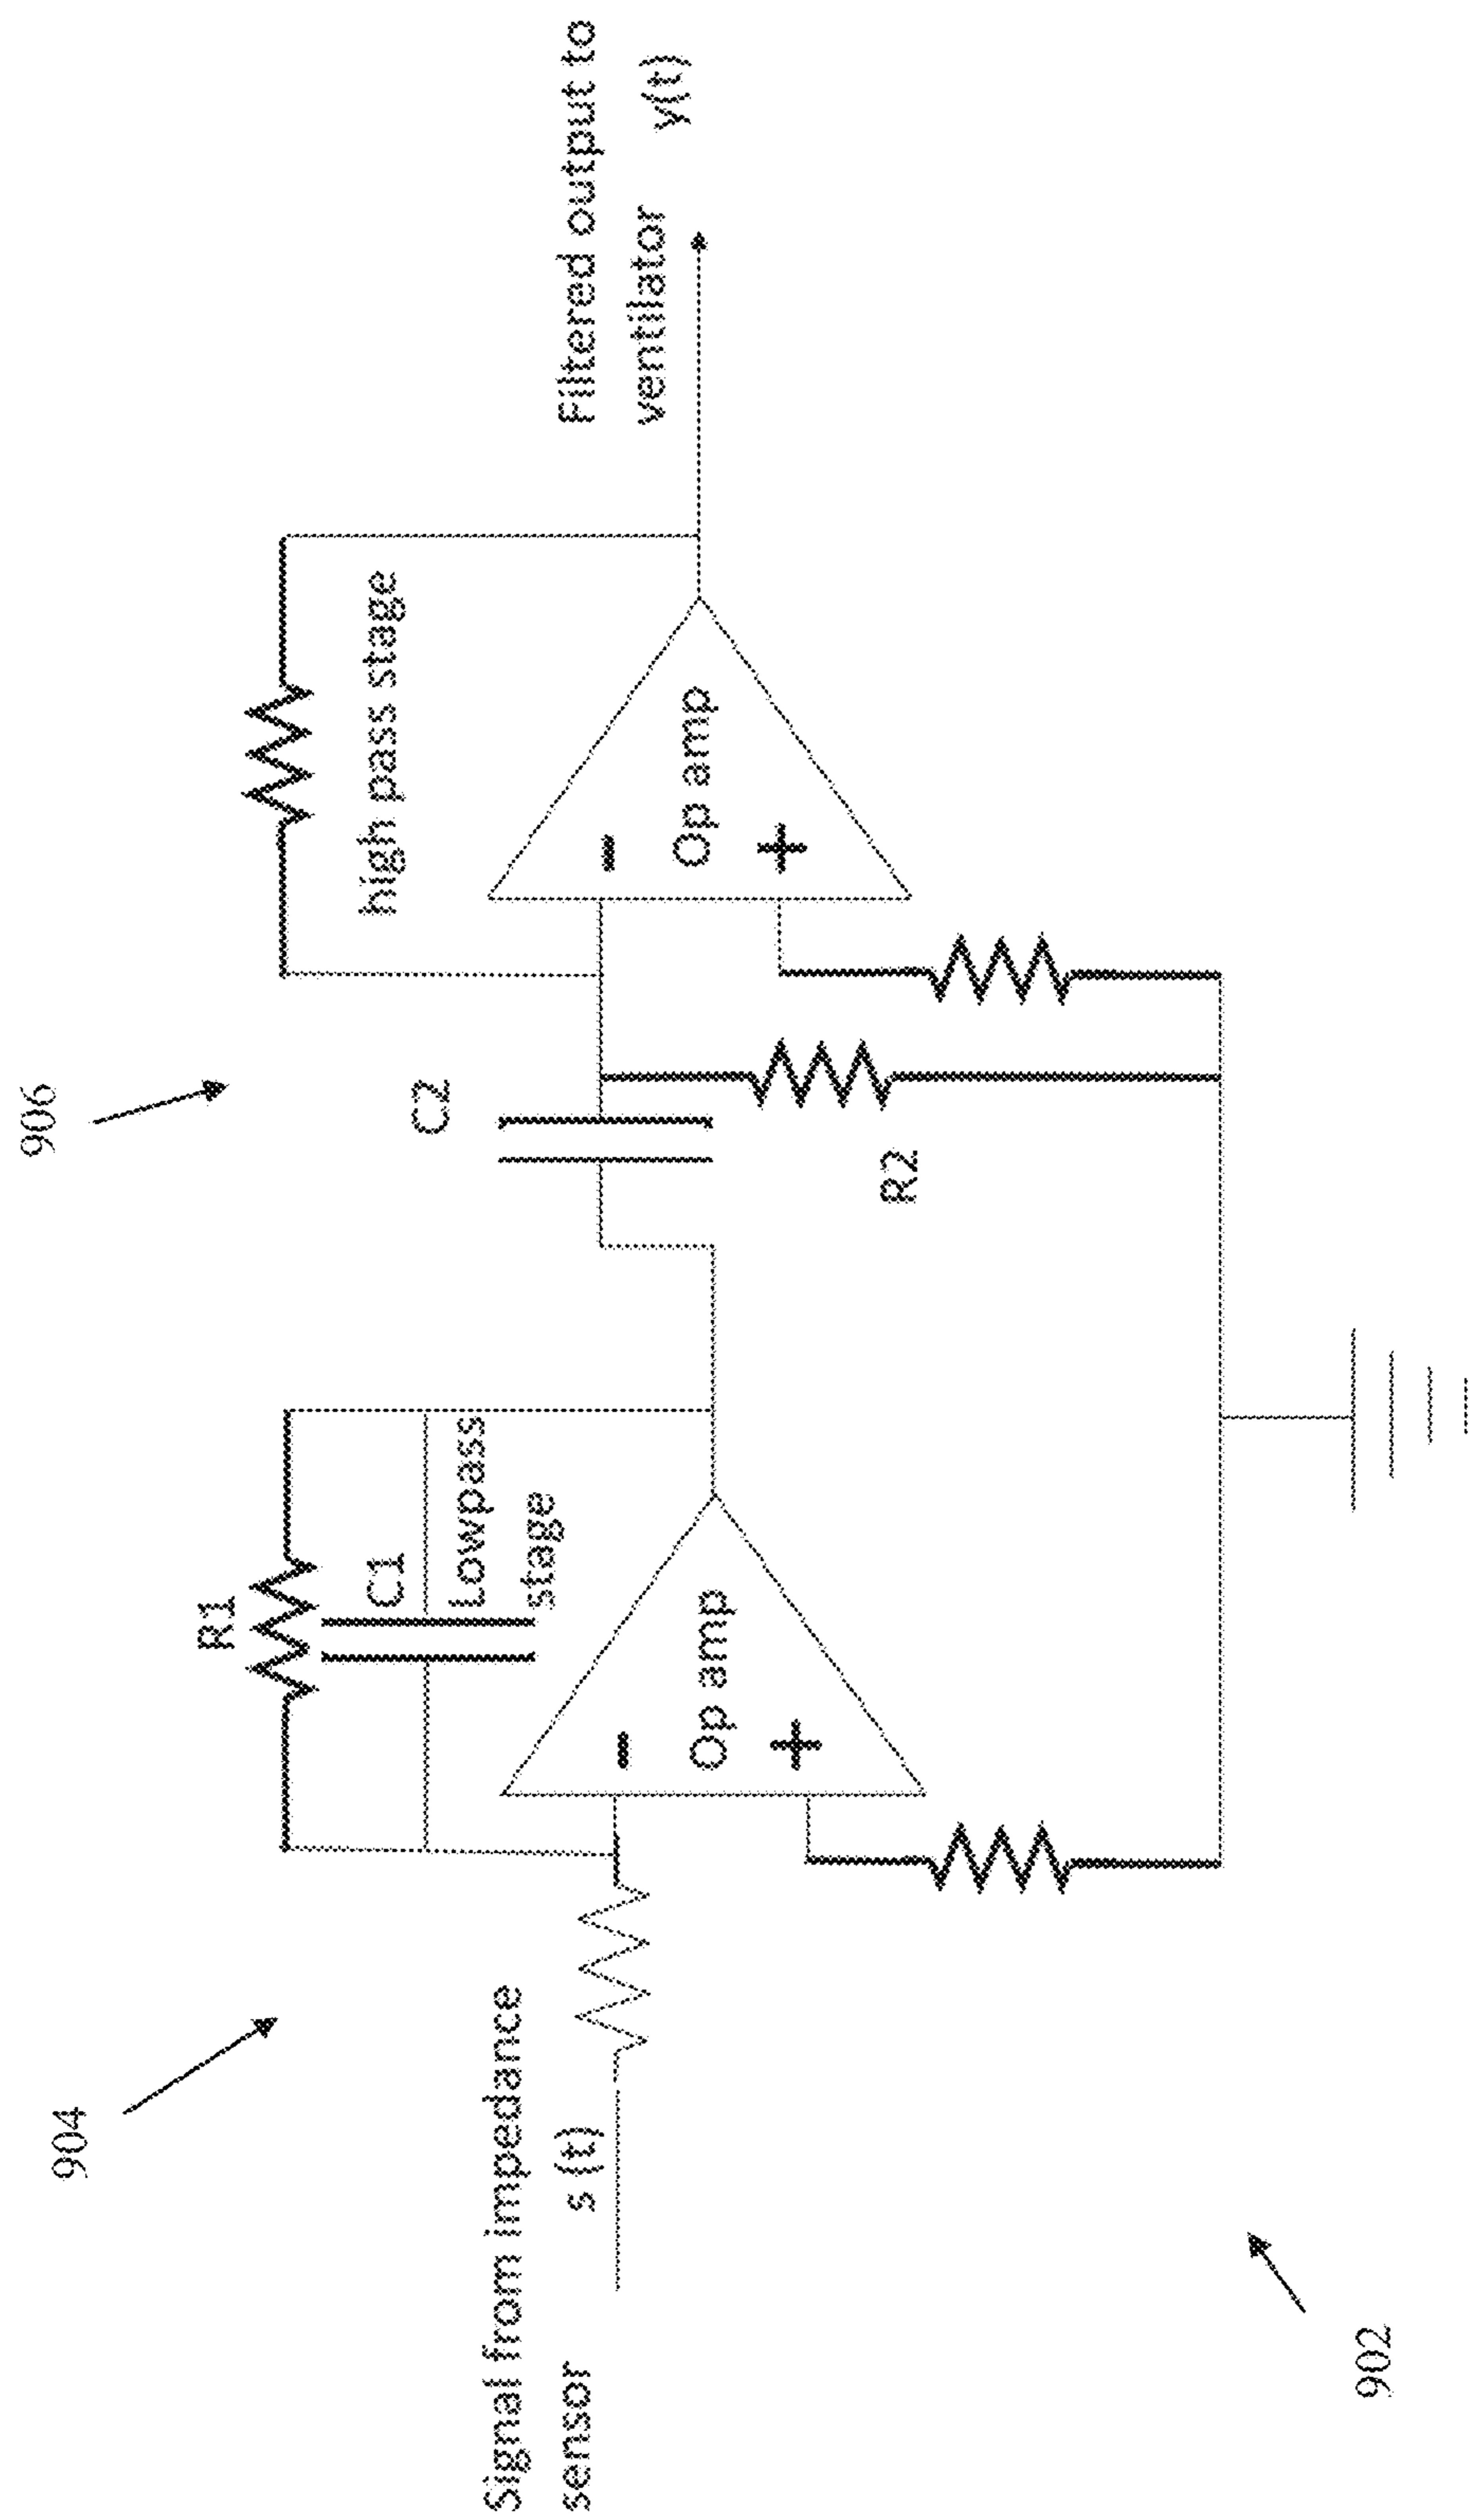 904
906
R1
C1
Lowpass
stage
high pass stage
C2
Signal from impedance
sensor
s (t)
-
Op amp
+
-
Op amp
+
Filtered output to
ventilator
y(t)
R2
902